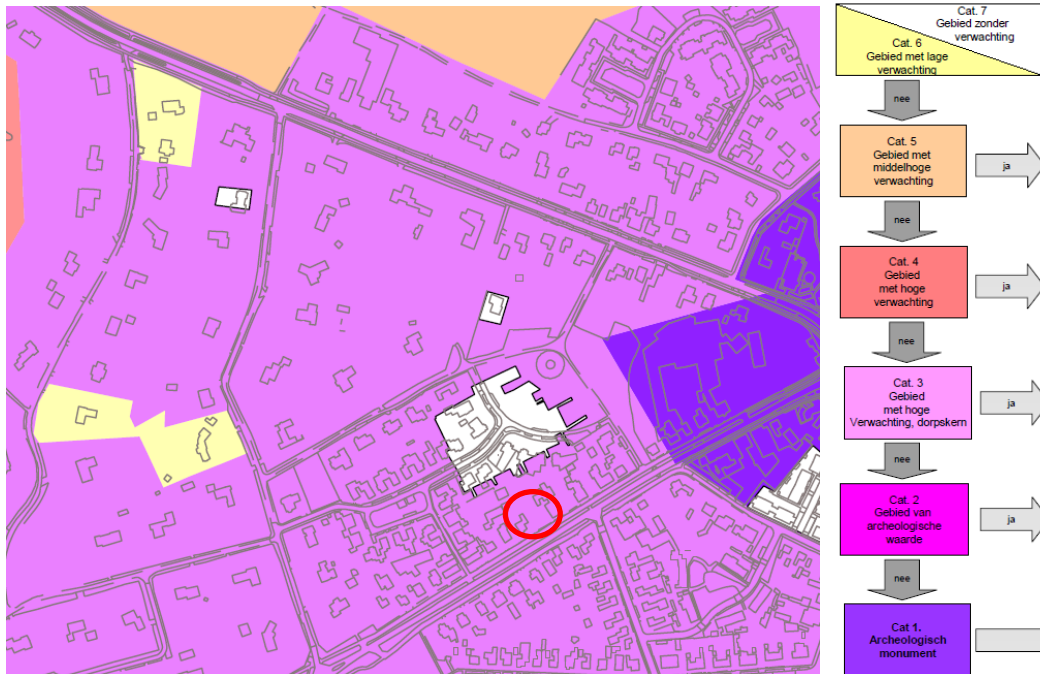 Cat. 7
Gebied zonder
verwachting
Cat. 6
Gebied met lage
verwachting
nee
Cat. 5
Gebied met
middelhoge
verwachting
ja
nee
Cat. 4
Gebied
met hoge
verwachting
ja
nee
Cat. 3
Gebied
met hoge
Verwachting, dorpskern
ja
nee
Cat. 2
Gebied van
archeologische
waarde
ja
nee
Cat 1.
Archeologisch
monument